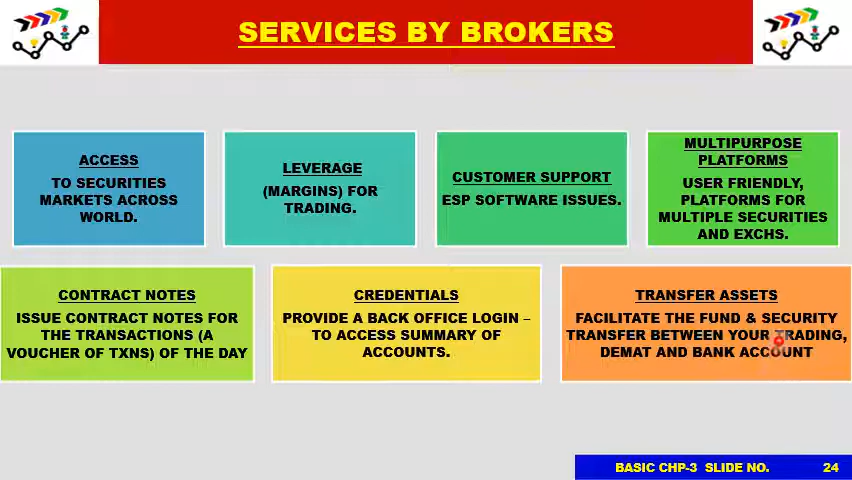 SERVICES BY BROKERS
ACCESS
TO SECURITIES
MARKETS ACROSS
WORLD.
LEVERAGE
(MARGINS) FOR
TRADING.
CUSTOMER SUPPORT
ESP SOFTWARE ISSUES.
MULTIPURPOSE
PLATFORMS
USER FRIENDLY,
PLATFORMS FOR
MULTIPLE SECURITIES
AND EXCHS.
CONTRACT NOTES
ISSUE CONTRACT NOTES FOR
THE TRANSACTIONS (A
VOUCHER OF TXNS) OF THE DAY
CREDENTIALS
PROVIDE A BACK OFFICE LOGIN –
TO ACCESS SUMMARY OF
ACCOUNTS.
TRANSFER ASSETS
FACILITATE THE FUND & SECURITY
TRANSFER BETWEEN YOUR TRADING,
DEMAT AND BANK ACCOUNT
BASIC CHP-3 SLIDE NO. 24